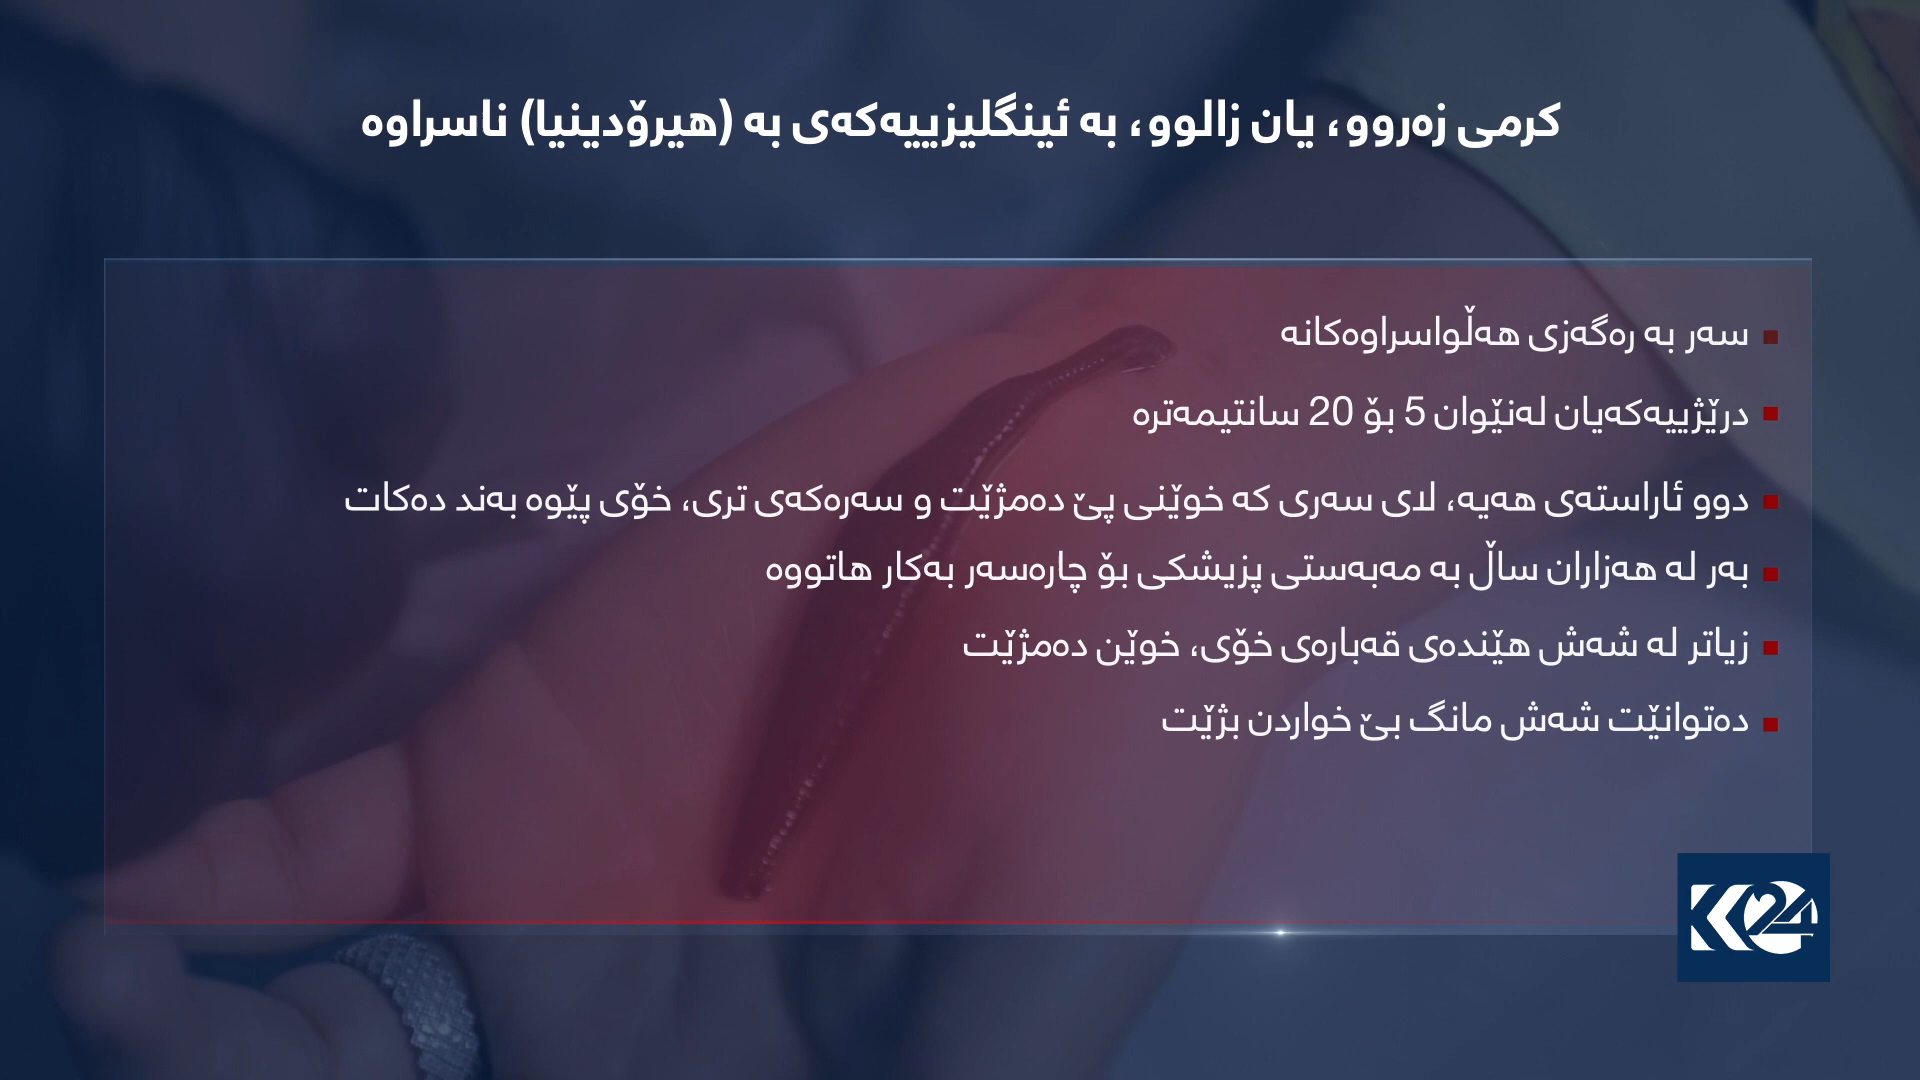 کرمی زەروو، یان زالوو، بە ئینگلیزییەکەی بە (هیرۆدینیا) ناسراوە
سەر بە رەگەزی هەڵواسراوەکانە
درێژییەکەیان لەنێوان 5 بۆ 20 سانتیمەترە
دوو ئاراستەی هەیە، لای سەری کە خوێنی پێ دەمژێت و سەرەکەی تری، خۆی پێوە بەند دەکات
بەر لە هەزاران ساڵ بە مەبەستی پزیشکی بۆ چارەسەر بەکار هاتووە
زیاتر لە شەش هێندەی قەبارەی خۆی، خوێن دەمژێت
دەتوانێت شەش مانگ بێ خواردن بژێت
K24